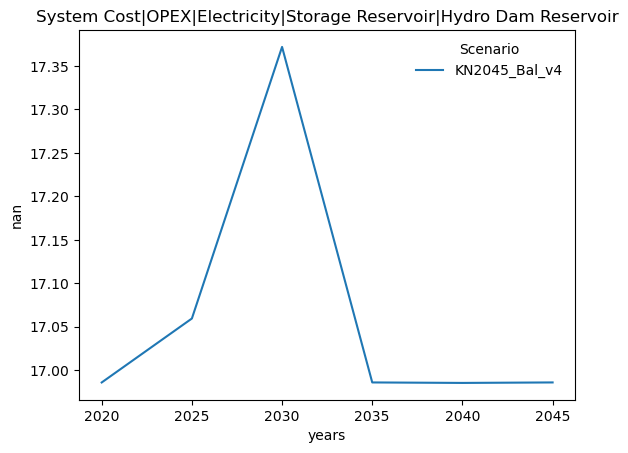 System Cost|OPEX|Electricity|Storage Reservoir|Hydro Dam Reservoir
Scenario
KN2045_Bal_v4
17.35
17.30
17.25
17.20
17.15
17.10
17.05
17.00
nan
2020 2025 2030 2035 2040 2045
years